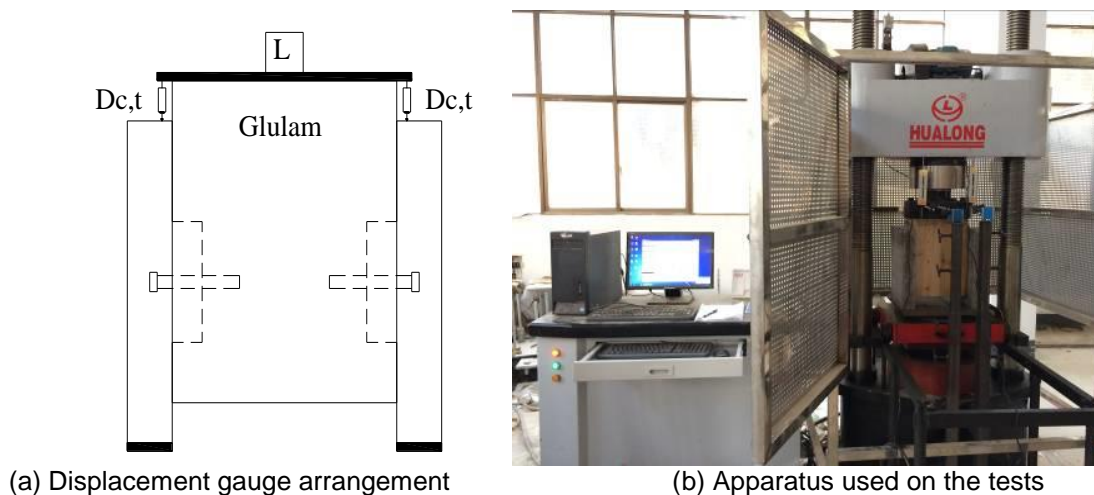 L
Dc,t
Dc,t
Glulam
HUALONG
(a) Displacement gauge arrangement
(b) Apparatus used on the tests